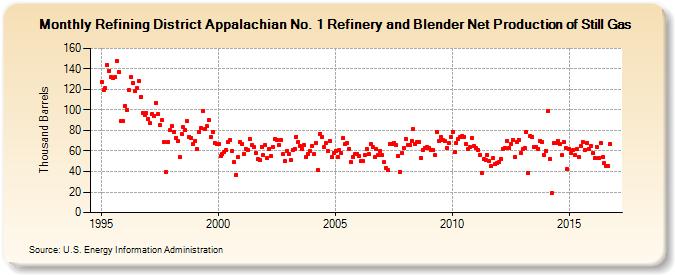 Monthly Refining District Appalachian No. 1 Refinery and Blender Net Production of Still Gas
Thousand Barrels
160
140
120
100
80
60
40
20
0
1995 2000 2005 2010 2015
Source: U.S. Energy Information Administration